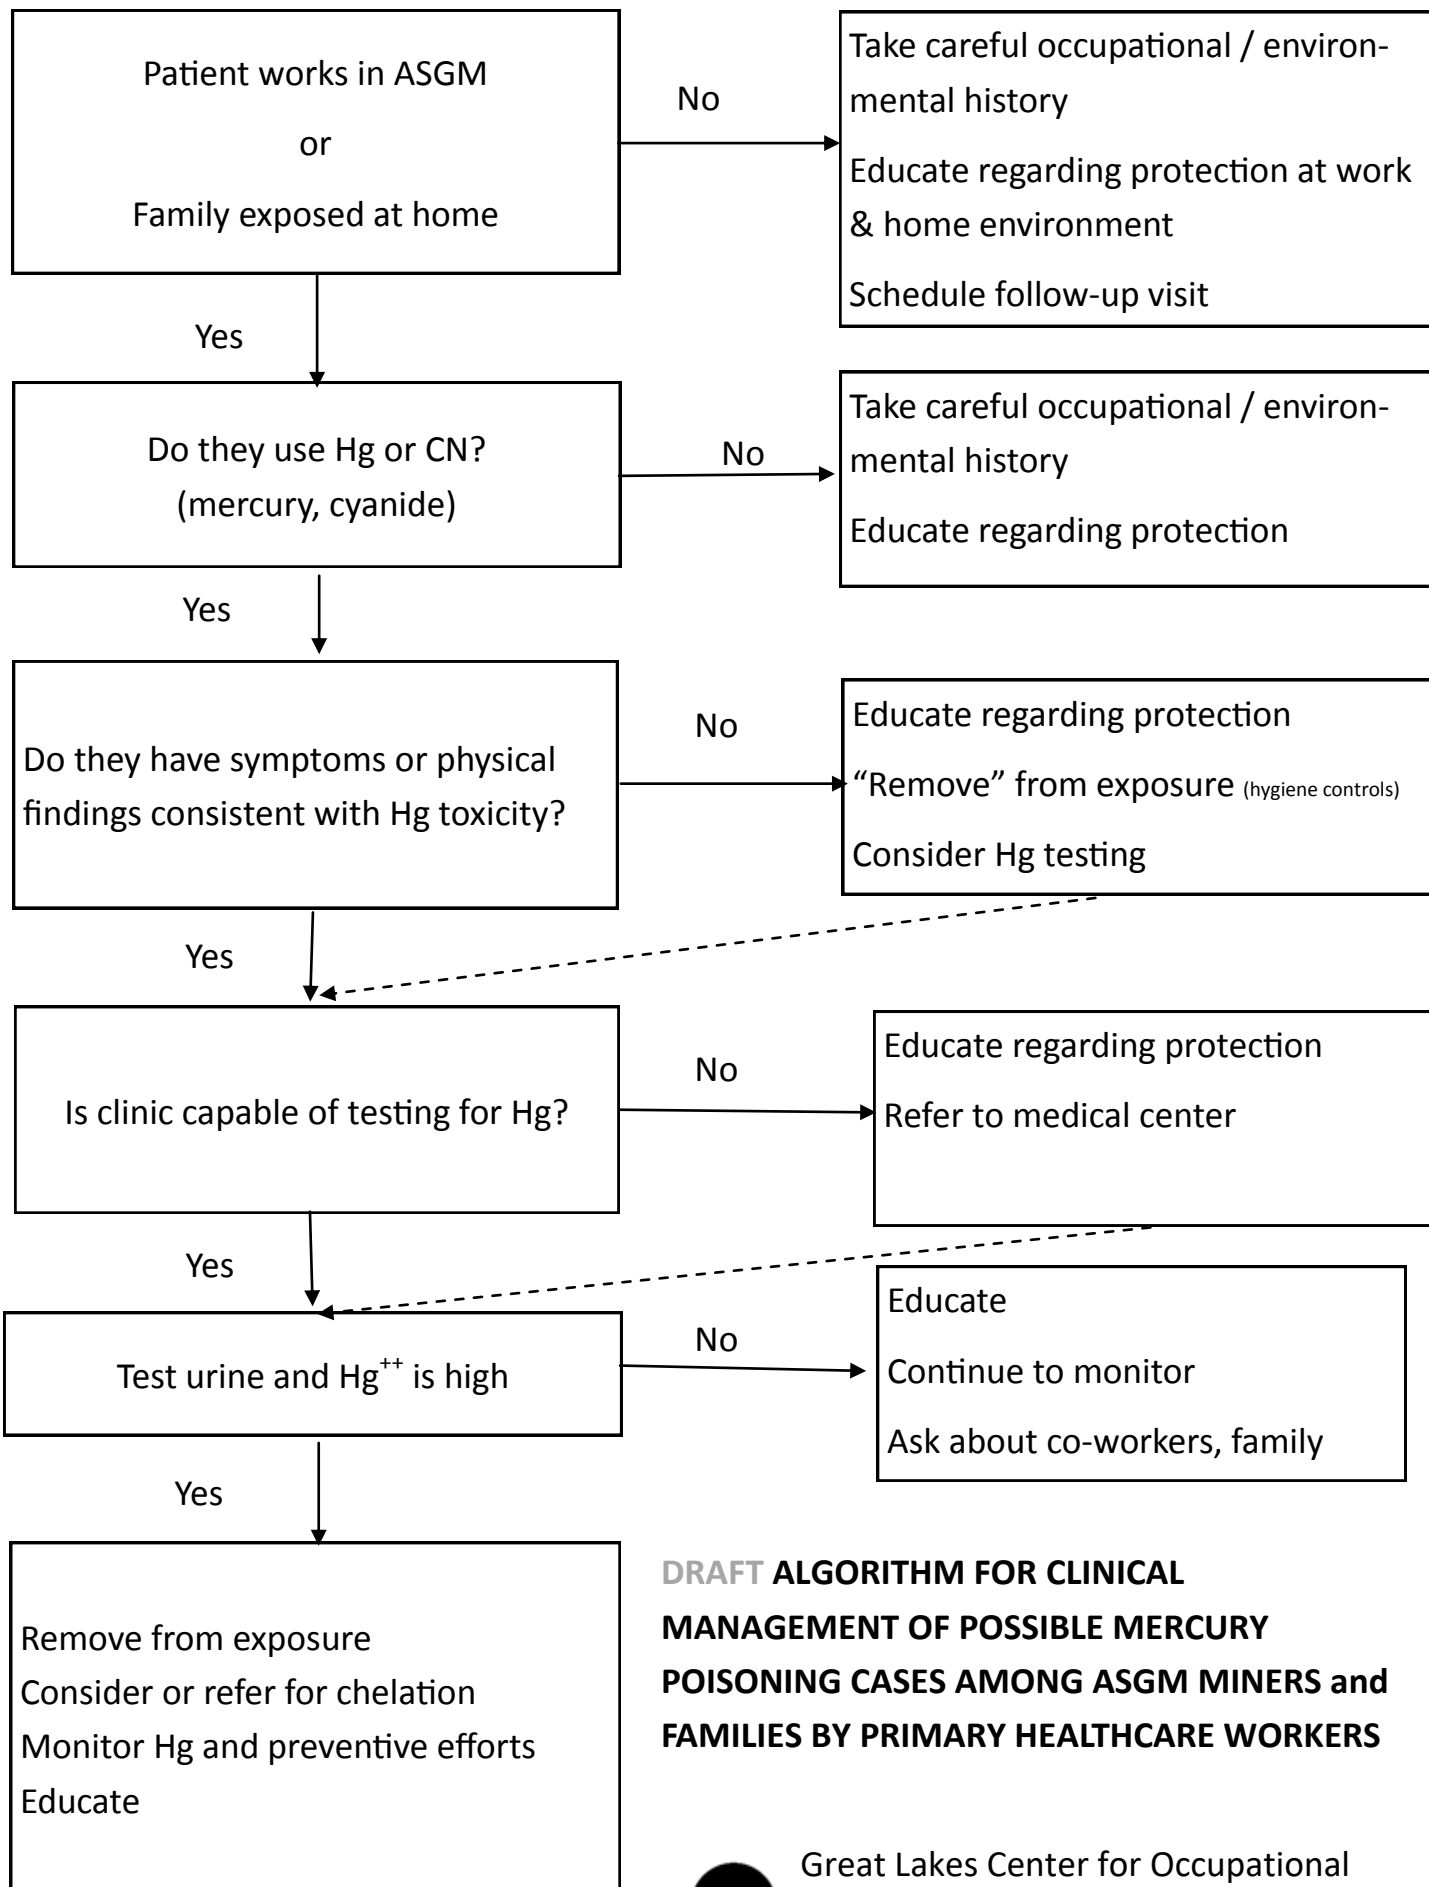 Patient works in ASGM
or
Family exposed at home
No
Take careful occupational / environ-
mental history
Educate regarding protection at work
& home environment
Schedule follow-up visit
Yes
Do they use Hg or CN?
(mercury, cyanide)
No
Take careful occupational / environ-
mental history
Educate regarding protection
Yes
Do they have symptoms or physical
findings consistent with Hg toxicity?
No
Educate regarding protection
“Remove” from exposure (hygiene controls)
Consider Hg testing
Yes
Is clinic capable of testing for Hg?
No
Educate regarding protection
Refer to medical center
Yes
Test urine and Hg⁺⁺ is high
No
Educate
Continue to monitor
Ask about co-workers, family
Yes
Remove from exposure
Consider or refer for chelation
Monitor Hg and preventive efforts
Educate
DRAFT ALGORITHM FOR CLINICAL
MANAGEMENT OF POSSIBLE MERCURY
POISONING CASES AMONG ASGM MINERS and
FAMILIES BY PRIMARY HEALTHCARE WORKERS
Great Lakes Center for Occupational